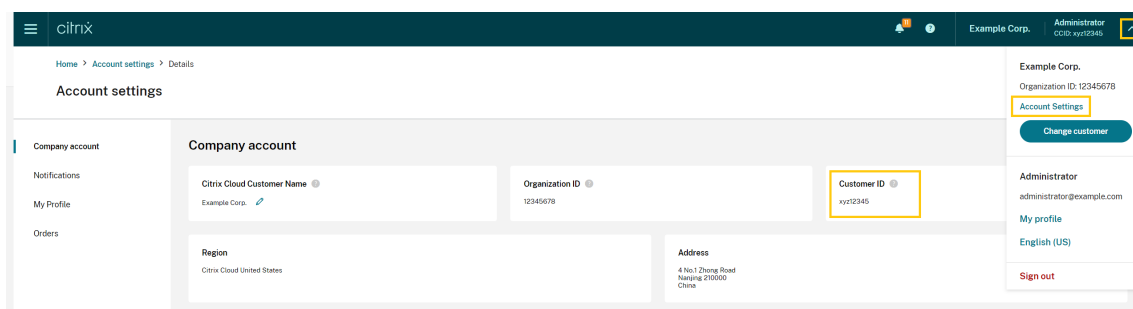 citrix
11
Example Corp.
Administrator
CCID: xyz12345
Home > Account settings > Details
Account settings
Example Corp.
Organization ID: 12345678
Account Settings
Change customer
Administrator
administrator@example.com
My profile
English (US)
Sign out
Company account
Notifications
My Profile
Orders
Company account
Citrix Cloud Customer Name
Example Corp.
Organization ID
12345678
Customer ID
xyz12345
Region
Citrix Cloud United States
Address
4 No.1 Zhong Road
Nanjing 210000
China